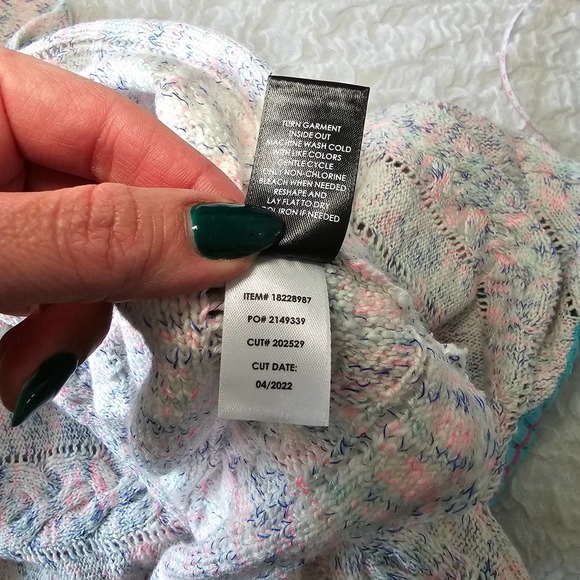 TURN GARMENT
INSIDE OUT
MACHINE WASH COLD
WITH LIKE COLORS
GENTLE CYCLE
ONLY NON-CHLORINE
BLEACH WHEN NEEDED
RESHAPE AND
LAY FLAT TO DRY
COOL IRON IF NEEDED
ITEM# 18228987
PO# 2149339
CUT# 202529
CUT DATE:
04/2022